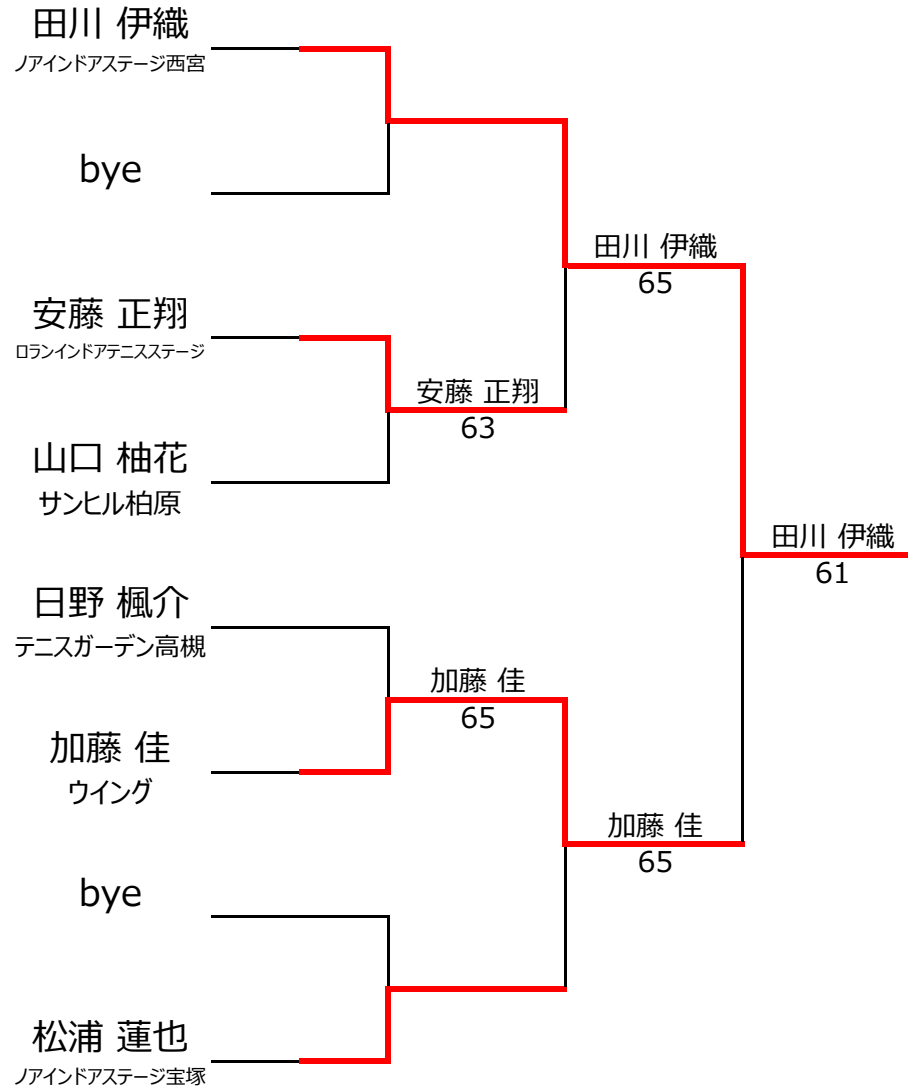 田川 伊織
ノアインドアステージ西宮
bye
安藤 正翔
ロランインドアテニスステージ
山口 柚花
サンヒル柏原
日野 楓介
テニスガーデン高槻
加藤 佳
ウイング
bye
松浦 蓮也
ノアインドアステージ宝塚
安藤 正翔
63
加藤 佳
65
田川 伊織
65
加藤 佳
65
田川 伊織
61